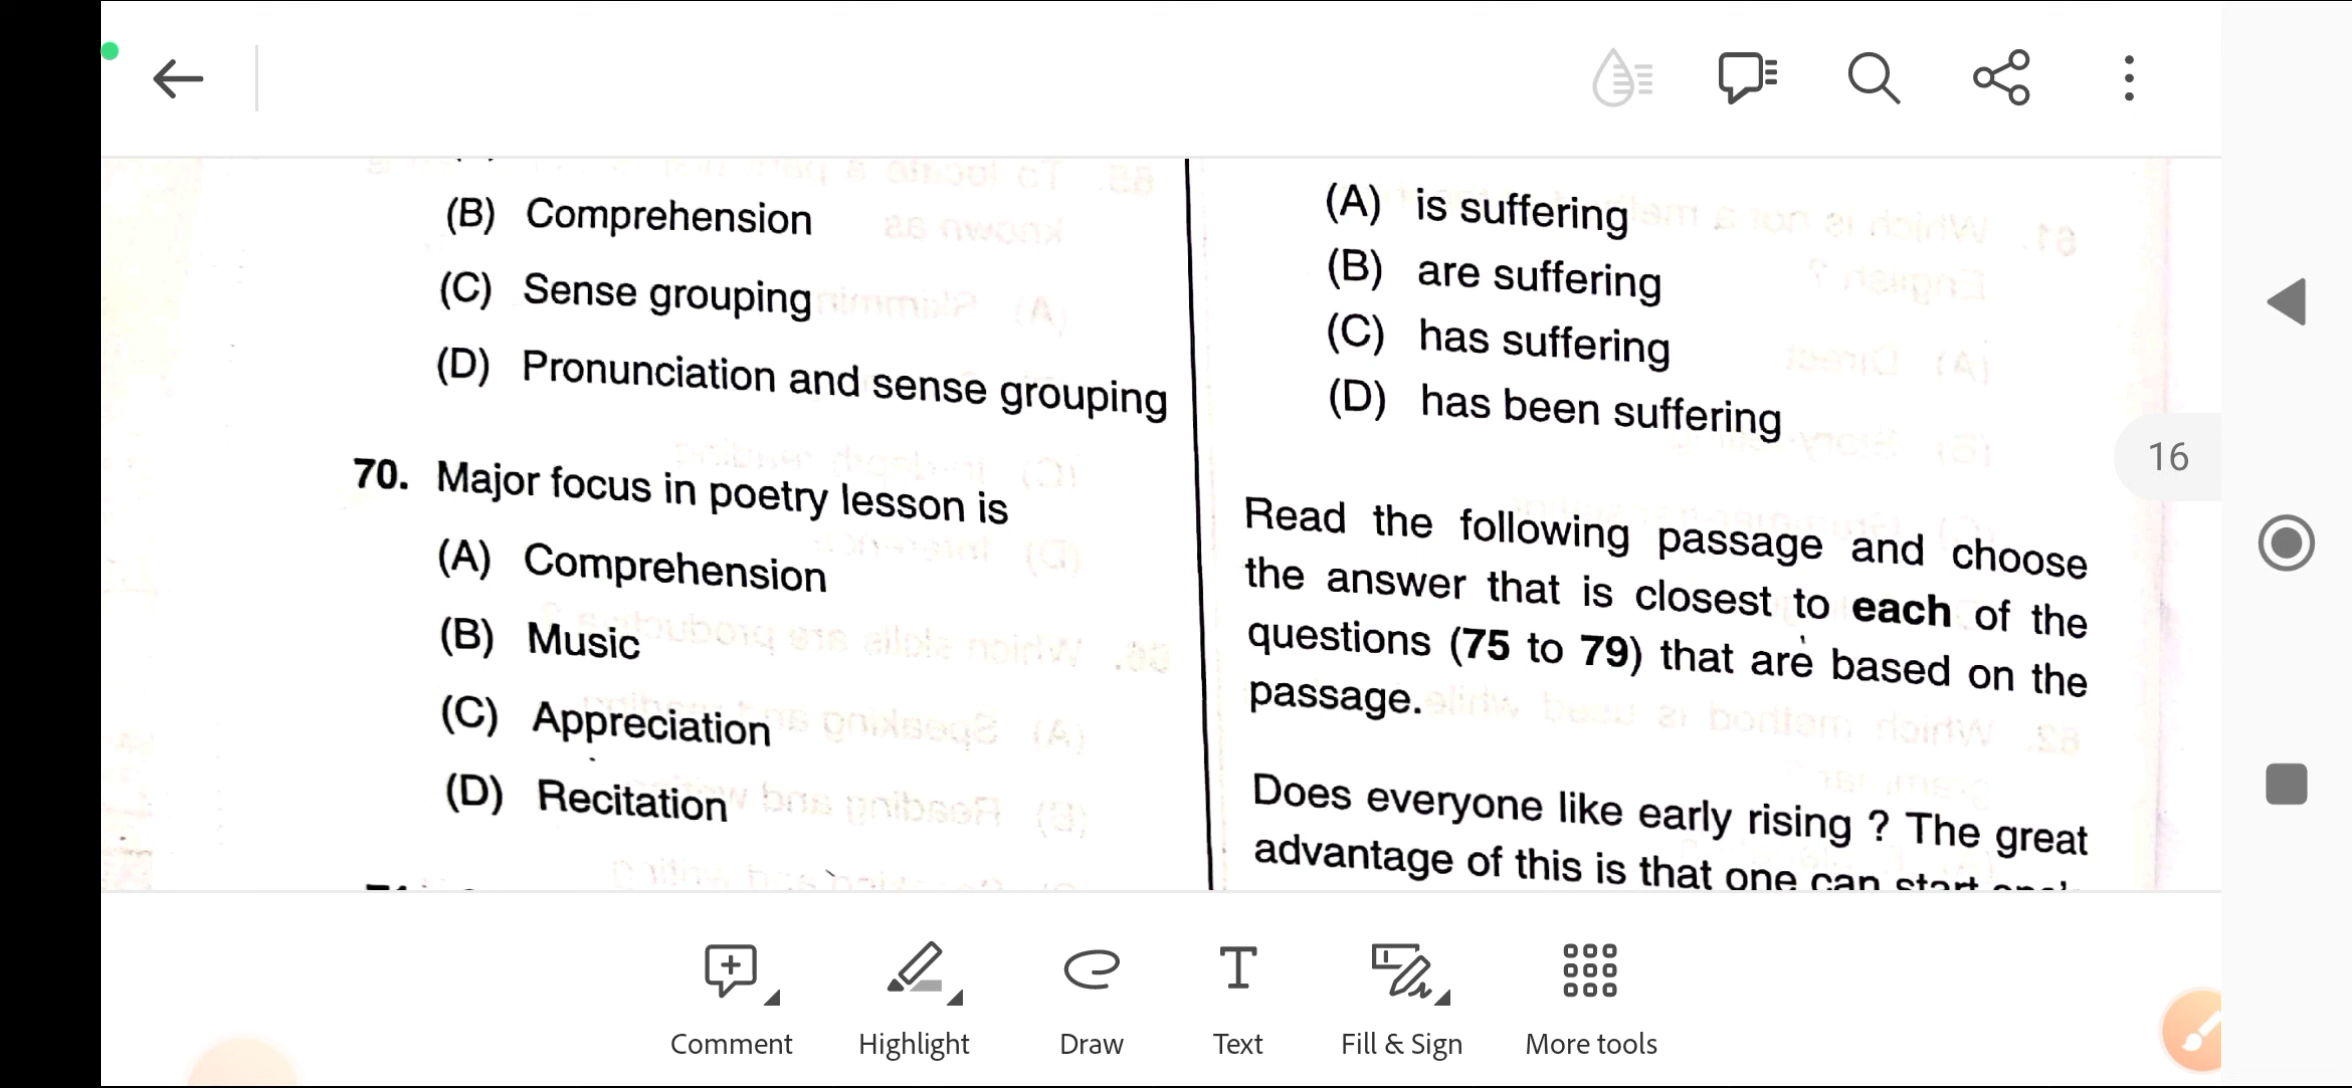 (B) Comprehension
(C) Sense grouping
(D) Pronunciation and sense grouping
70. Major focus in poetry lesson is
(A) Comprehension
(B) Music
(C) Appreciation
(D) Recitation
(A) is suffering
(B) are suffering
(C) has suffering
(D) has been suffering
Read the following passage and choose
the answer that is closest to each of the
questions (75 to 79) that are based on the
passage.
Does everyone like early rising ? The great
advantage of this is that one can start
16
Comment
Highlight
Draw
Text
Fill & Sign
More tools